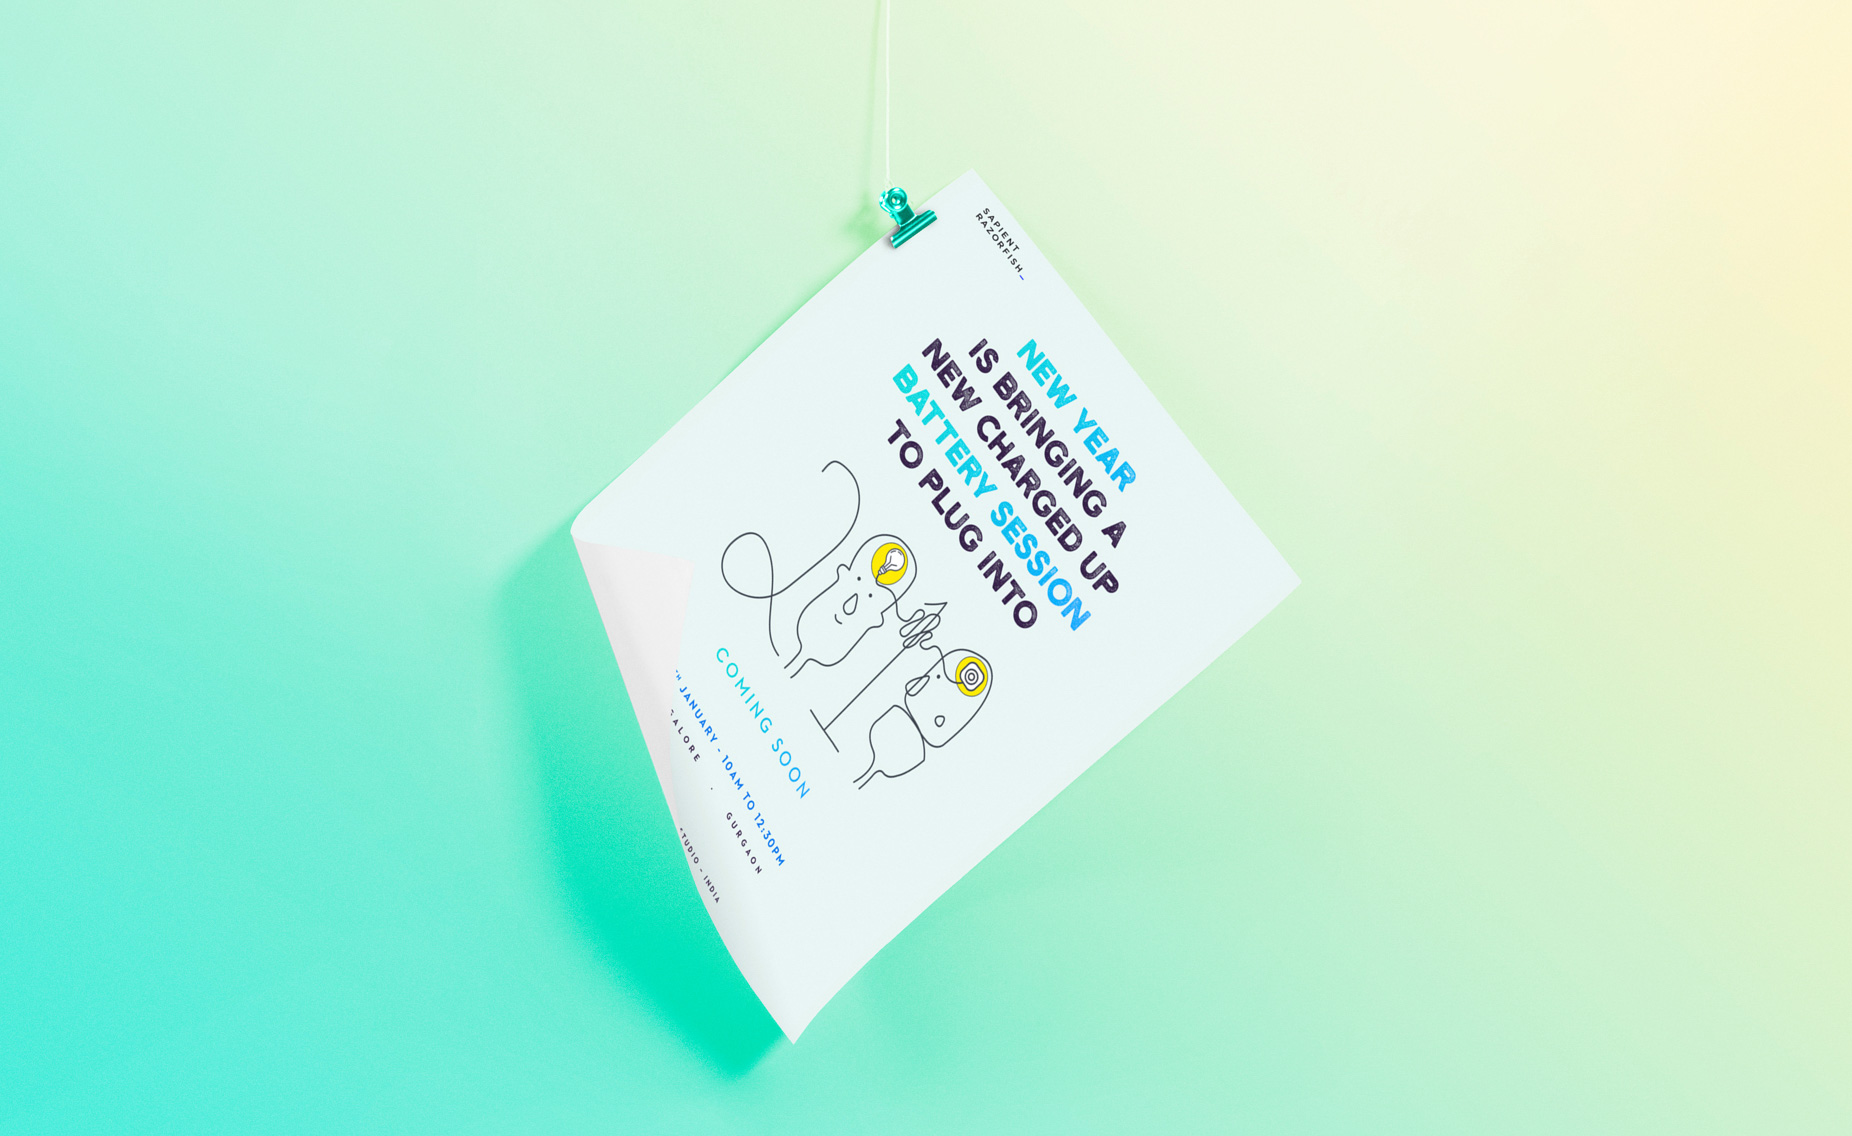 SAPIENT
RAZORFISH_
NEW YEAR
IS BRINGING A
NEW CHARGED UP
BATTERY SESSION
TO PLUG INTO
COMING SOON
TH JANUARY - 10AM TO 12:30PM
GURGAON
- INDIA